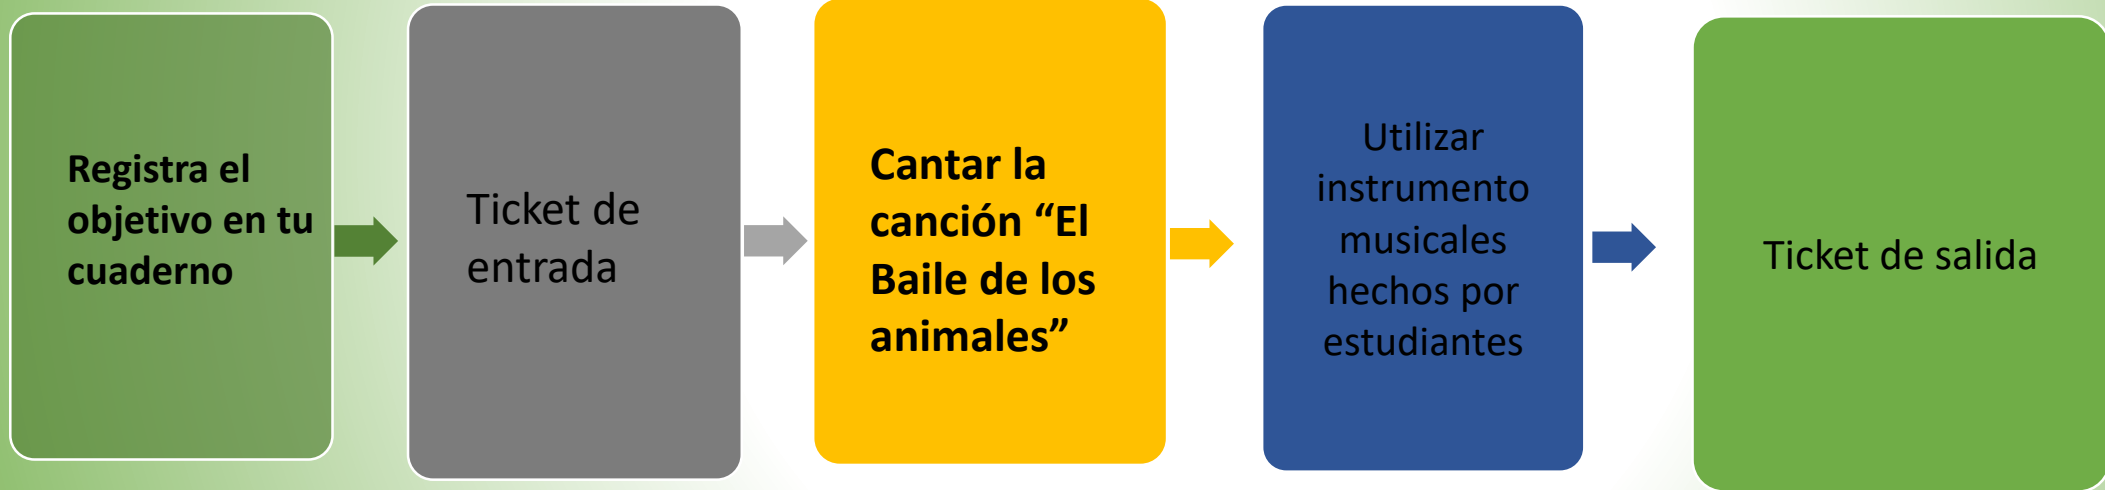 Registra el
objetivo en tu
cuaderno
Ticket de
entrada
Cantar la
canción “El
Baile de los
animales”
Utilizar
instrumento
musicales
hechos por
estudiantes
Ticket de salida